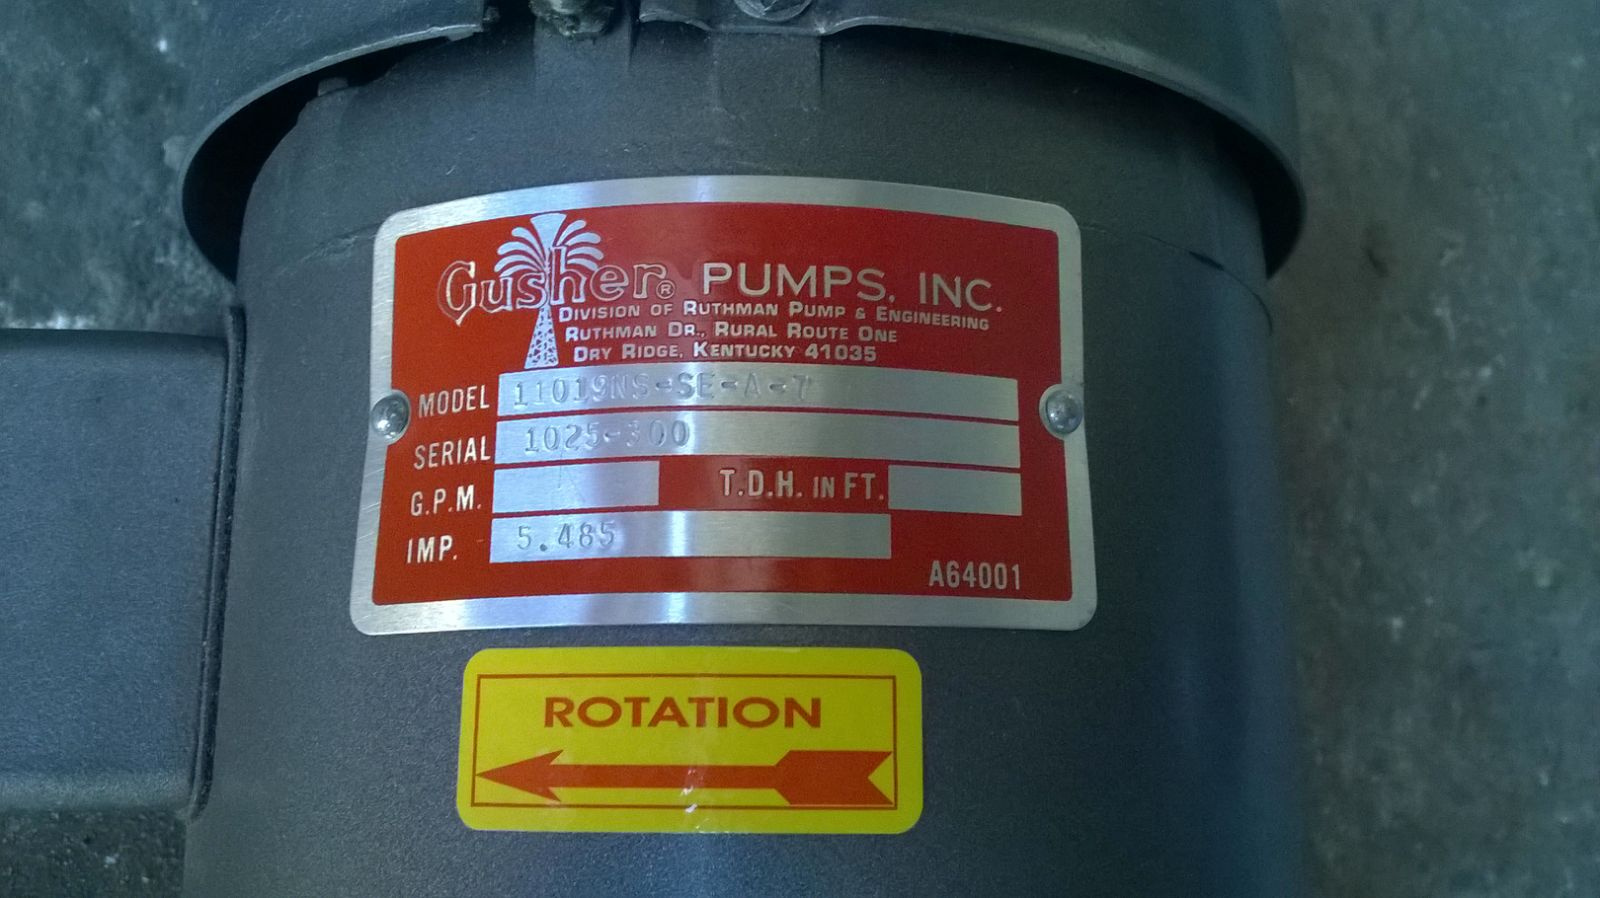 Gusher® PUMPS, INC.
DIVISION OF RUTHMAN PUMP & ENGINEERING
RUTHMAN DR., RURAL ROUTE ONE
DRY RIDGE, KENTUCKY 41035
MODEL 11019NS-SE-A-7
SERIAL 1025-300
G.P.M. T.D.H. IN FT.
IMP. 5.485
A64001
ROTATION